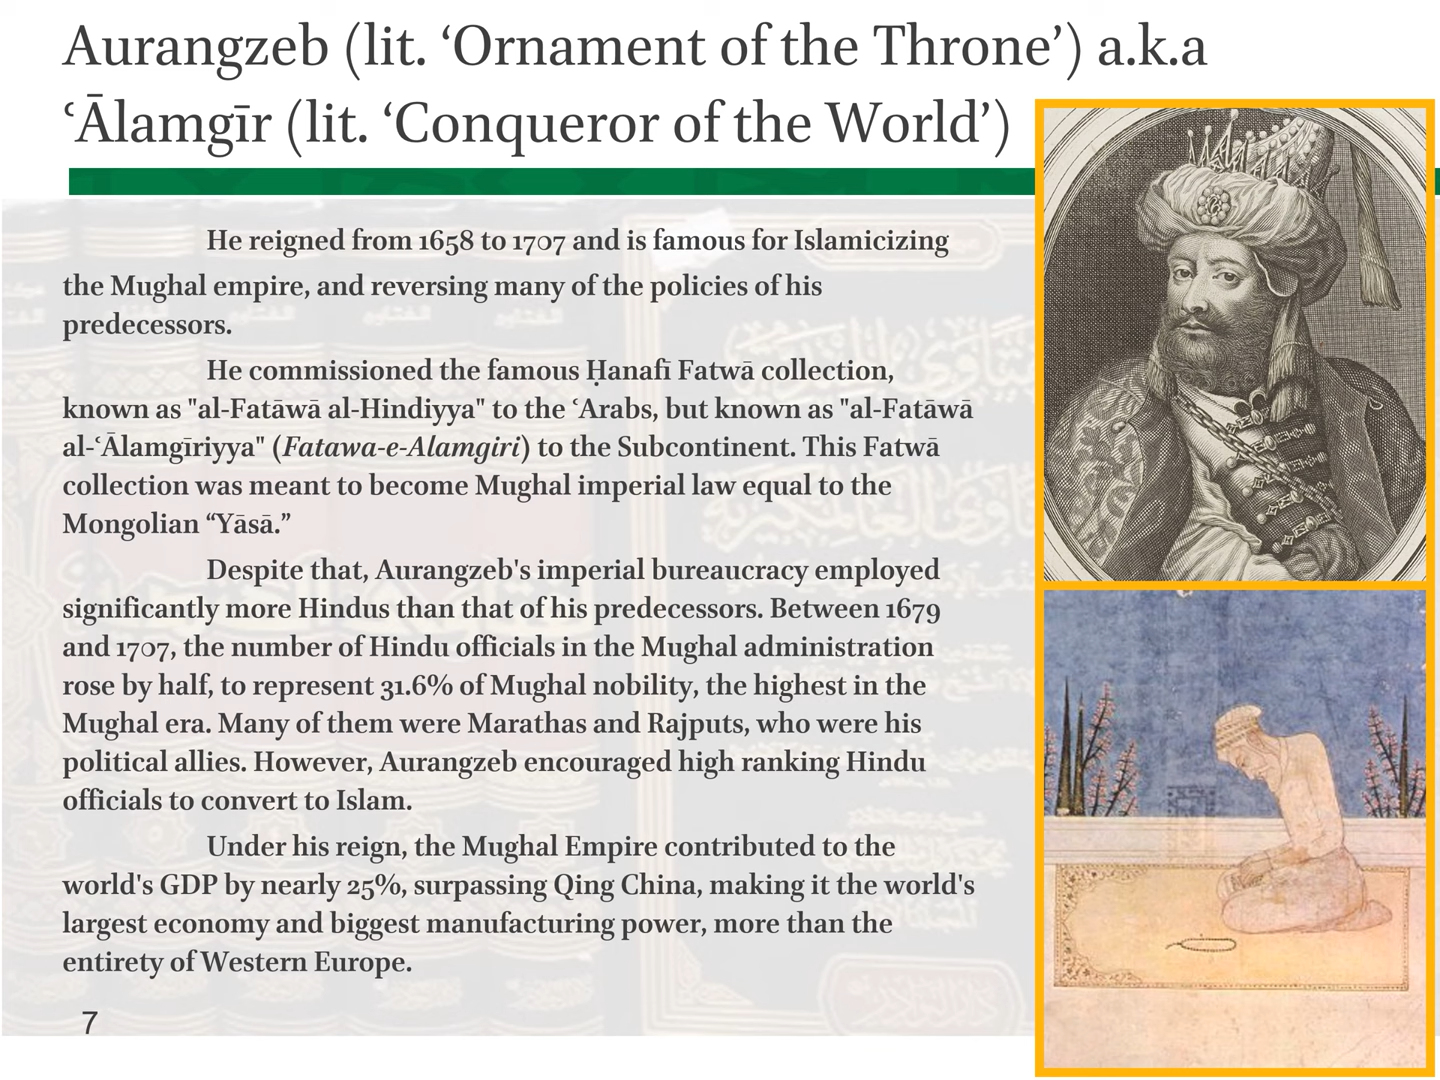 Aurangzeb (lit. ‘Ornament of the Throne’) a.k.a
ʿĀlamgīr (lit. ‘Conqueror of the World’)
He reigned from 1658 to 1707 and is famous for Islamicizing
the Mughal empire, and reversing many of the policies of his
predecessors.
He commissioned the famous Ḥanafī Fatwā collection,
known as "al-Fatāwā al-Hindiyya" to the ʿArabs, but known as "al-Fatāwā
al-ʿĀlamgīriyya" (Fatawa-e-Alamgiri) to the Subcontinent. This Fatwā
collection was meant to become Mughal imperial law equal to the
Mongolian “Yāsā.”
Despite that, Aurangzeb's imperial bureaucracy employed
significantly more Hindus than that of his predecessors. Between 1679
and 1707, the number of Hindu officials in the Mughal administration
rose by half, to represent 31.6% of Mughal nobility, the highest in the
Mughal era. Many of them were Marathas and Rajputs, who were his
political allies. However, Aurangzeb encouraged high ranking Hindu
officials to convert to Islam.
Under his reign, the Mughal Empire contributed to the
world's GDP by nearly 25%, surpassing Qing China, making it the world's
largest economy and biggest manufacturing power, more than the
entirety of Western Europe.
7